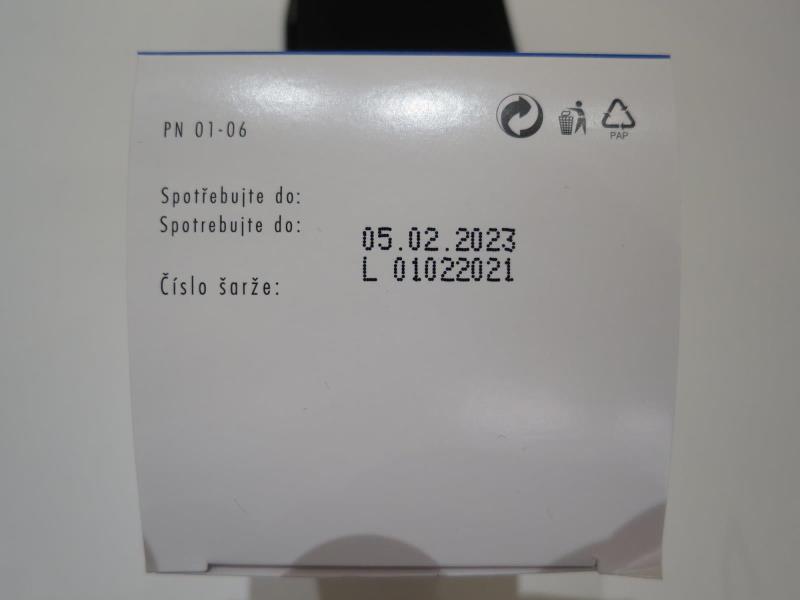 PN 01-06
PAP
Spotřebujte do:
Spotrebujte do:
05.02.2023
L 01022021
Číslo šarže: